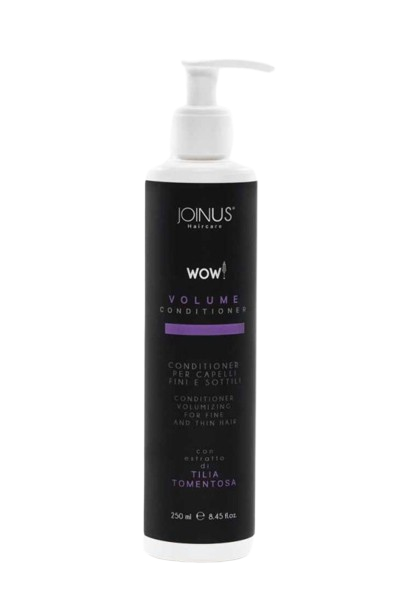 JOINUS®
Haircare
WOW!
VOLUME
CONDITIONER
CONDITIONER
PER CAPELLI
FINI E SOTTILI
CONDITIONER
VOLUMIZING
FOR FINE
AND THIN HAIR
con
estratto
di
TILIA
TOMENTOSA
250 ml ℮ 8.45 fl.oz.